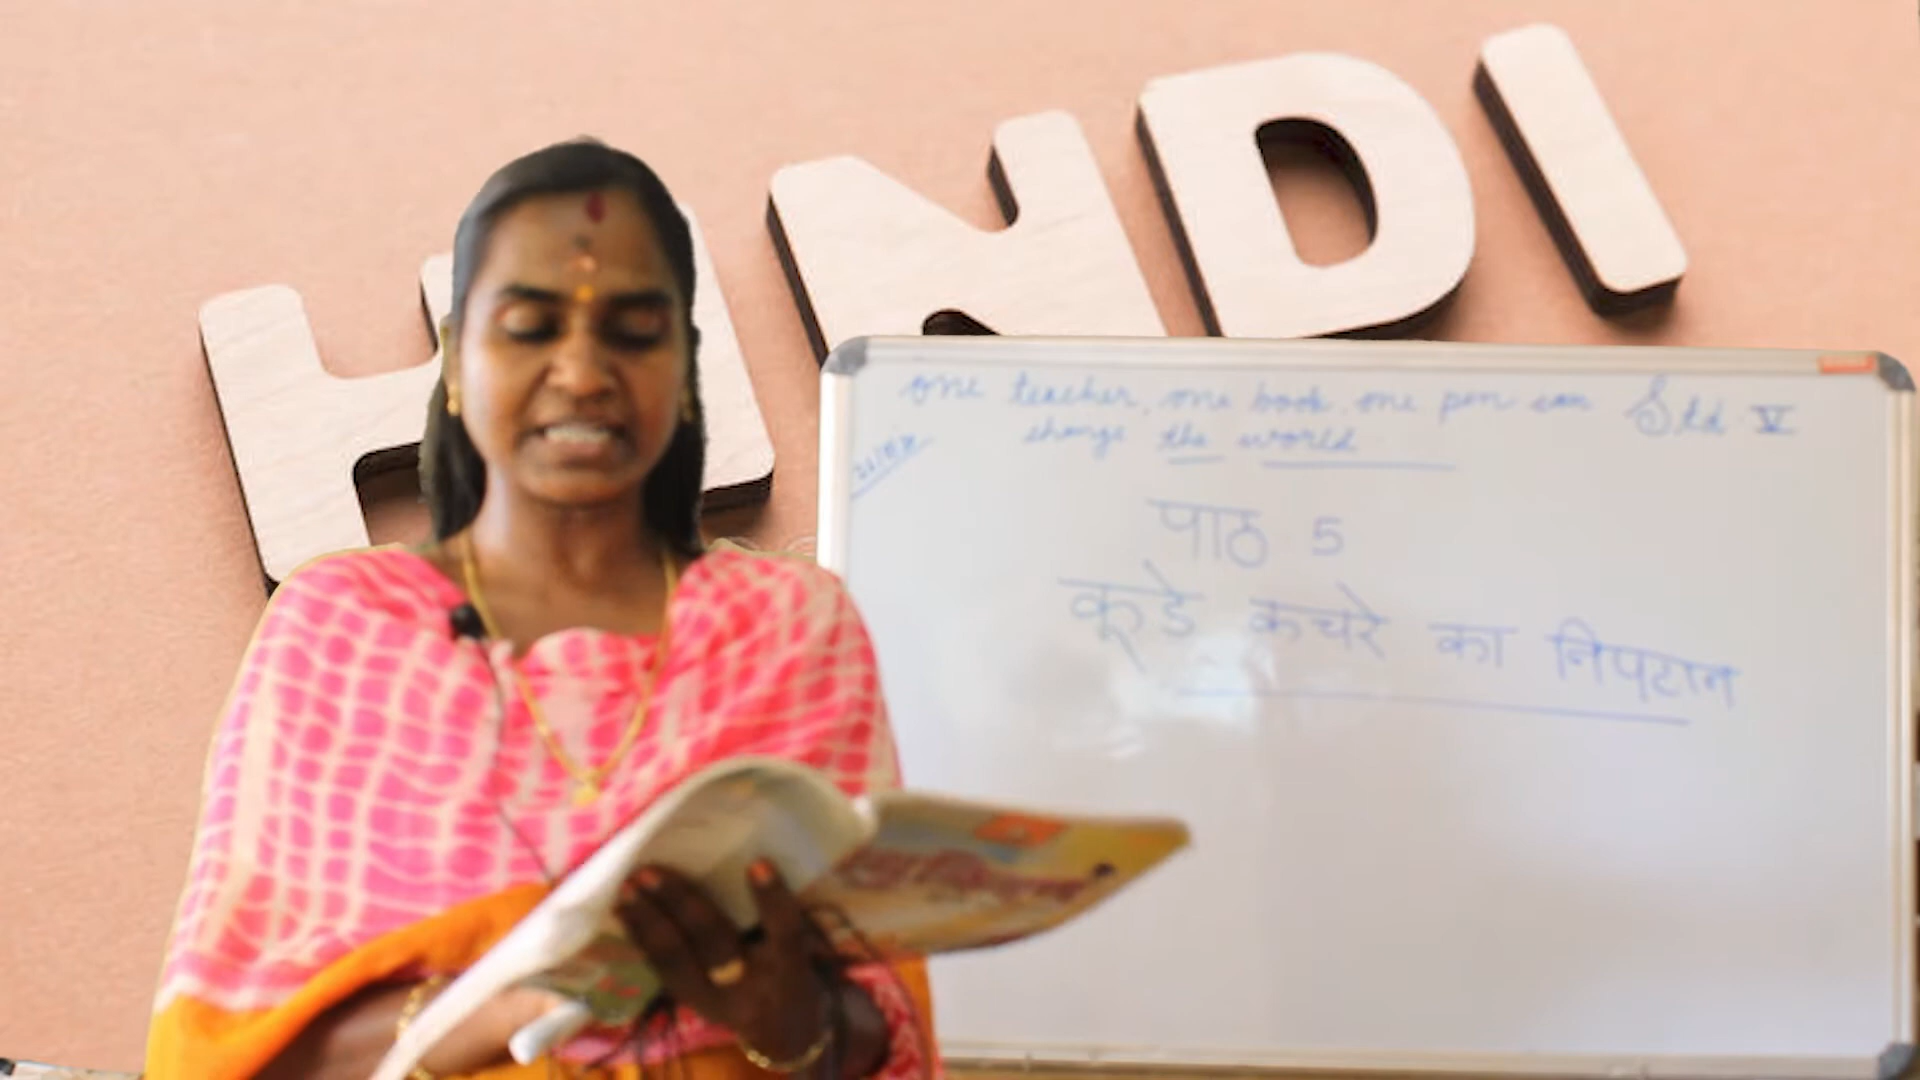 HINDI
one teacher, one book, one pen can
change the world
Std V
पाठ 5
कूडे कचरे का निपटान